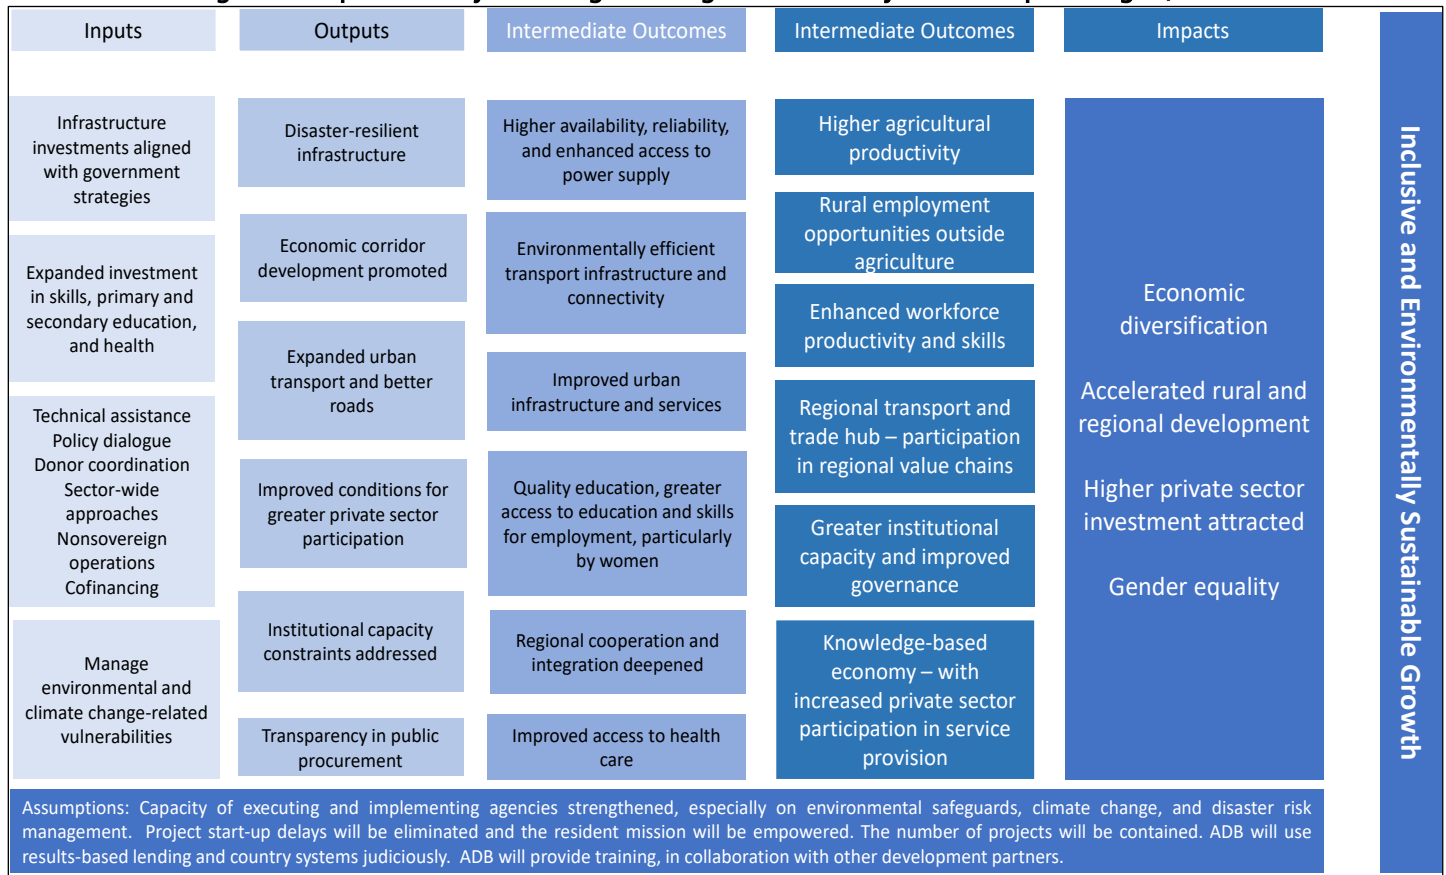 Inputs
Outputs
Intermediate Outcomes
Intermediate Outcomes
Impacts
Infrastructure
investments aligned
with government
strategies
Expanded investment
in skills, primary and
secondary education,
and health
Technical assistance
Policy dialogue
Donor coordination
Sector-wide
approaches
Nonsovereign
operations
Cofinancing
Manage
environmental and
climate change-related
vulnerabilities
Disaster-resilient
infrastructure
Economic corridor
development promoted
Expanded urban
transport and better
roads
Improved conditions for
greater private sector
participation
Institutional capacity
constraints addressed
Transparency in public
procurement
Higher availability, reliability,
and enhanced access to
power supply
Environmentally efficient
transport infrastructure and
connectivity
Improved urban
infrastructure and services
Quality education, greater
access to education and skills
for employment, particularly
by women
Regional cooperation and
integration deepened
Improved access to health
care
Higher agricultural
productivity
Rural employment
opportunities outside
agriculture
Enhanced workforce
productivity and skills
Regional transport and
trade hub – participation
in regional value chains
Greater institutional
capacity and improved
governance
Knowledge-based
economy – with
increased private sector
participation in service
provision
Economic
diversification
Accelerated rural and
regional development
Higher private sector
investment attracted
Gender equality
Inclusive and Environmentally Sustainable Growth
Assumptions: Capacity of executing and implementing agencies strengthened, especially on environmental safeguards, climate change, and disaster risk
management. Project start-up delays will be eliminated and the resident mission will be empowered. The number of projects will be contained. ADB will use
results-based lending and country systems judiciously. ADB will provide training, in collaboration with other development partners.